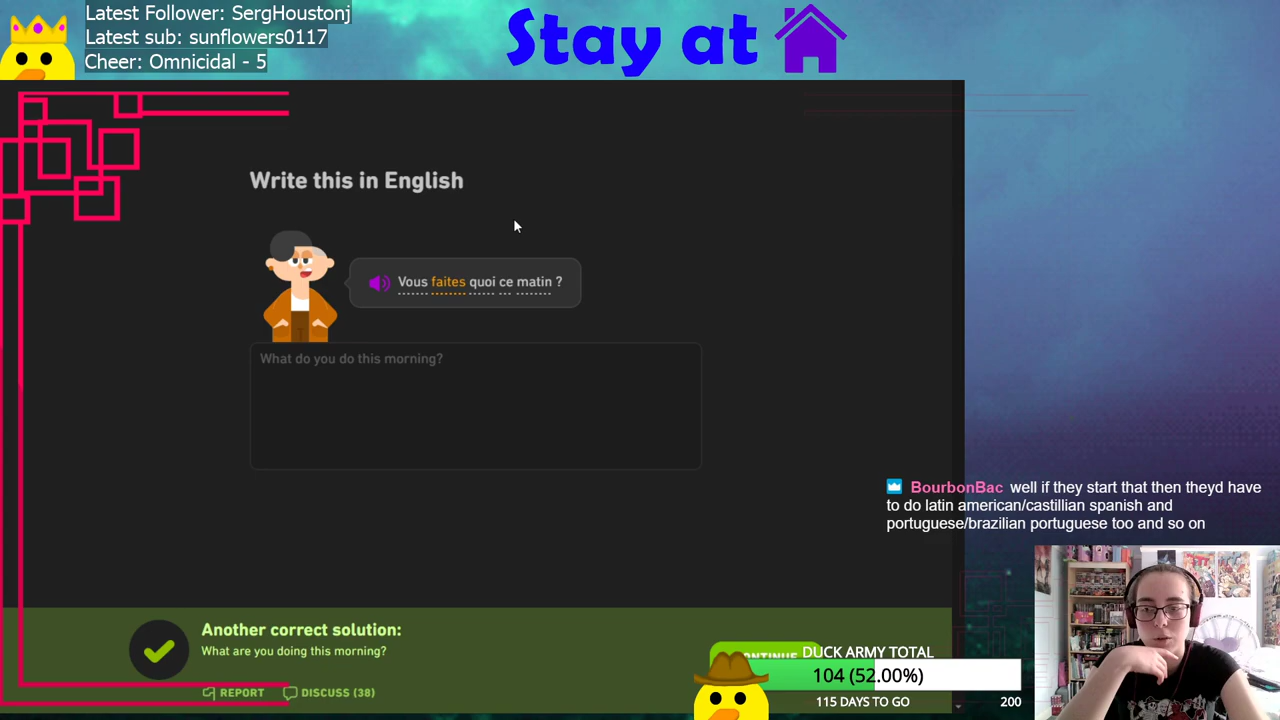 Latest Follower: SergHoustonj
Latest sub: sunflowers0117
Cheer: Omnicidal - 5
Stay at
Write this in English
Vous faites quoi ce matin ?
What do you do this morning?
BourbonBac well if they start that then theyd have
to do latin american/castillian spanish and
portuguese/brazilian portuguese too and so on
Another correct solution:
What are you doing this morning?
CONTINUE
REPORT
DISCUSS (38)
DUCK ARMY TOTAL
104 (52.00%)
115 DAYS TO GO
200